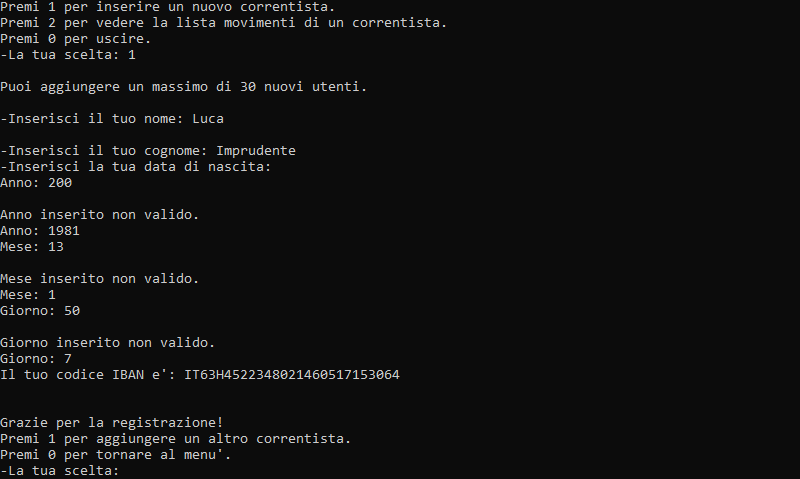 Premi 1 per inserire un nuovo correntista.
Premi 2 per vedere la lista movimenti di un correntista.
Premi 0 per uscire.
-La tua scelta: 1
Puoi aggiungere un massimo di 30 nuovi utenti.
-Inserisci il tuo nome: Luca
-Inserisci il tuo cognome: Imprudente
-Inserisci la tua data di nascita:
Anno: 200
Anno inserito non valido.
Anno: 1981
Mese: 13
Mese inserito non valido.
Mese: 1
Giorno: 50
Giorno inserito non valido.
Giorno: 7
Il tuo codice IBAN e': IT63H4522348021460517153064
Grazie per la registrazione!
Premi 1 per aggiungere un altro correntista.
Premi 0 per tornare al menu'.
-La tua scelta: